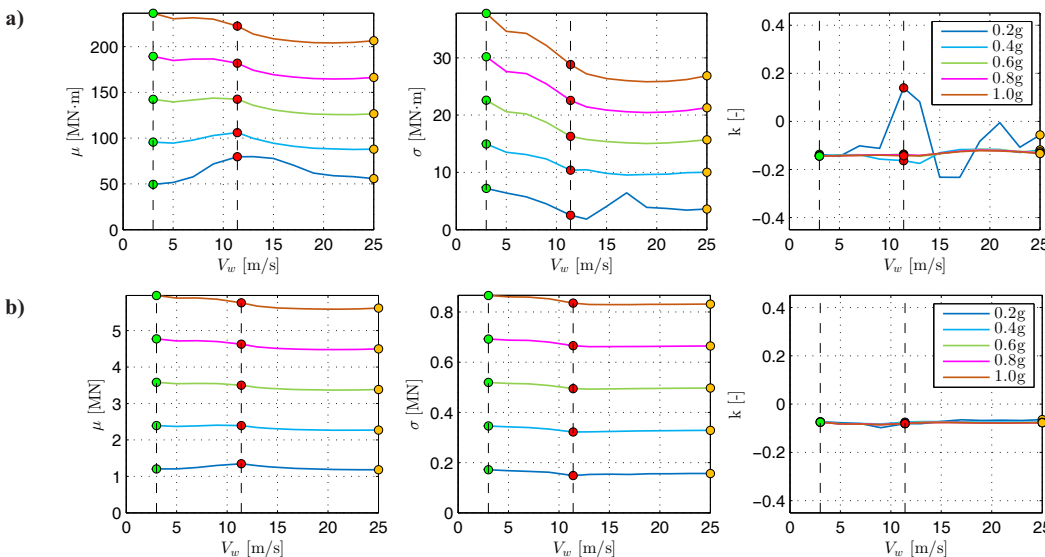 a)
μ [MN·m]
200
150
100
50
0
0 5 10 15 20 25
V_w [m/s]
σ [MN·m]
30
20
10
0
0 5 10 15 20 25
V_w [m/s]
k [-]
0.4
0.2
0
−0.2
−0.4
0 5 10 15 20 25
V_w [m/s]
0.2g
0.4g
0.6g
0.8g
1.0g
b)
μ [MN]
5
4
3
2
1
0
0 5 10 15 20 25
V_w [m/s]
σ [MN]
0.8
0.6
0.4
0.2
0
0 5 10 15 20 25
V_w [m/s]
k [-]
0.4
0.2
0
−0.2
−0.4
0 5 10 15 20 25
V_w [m/s]
0.2g
0.4g
0.6g
0.8g
1.0g